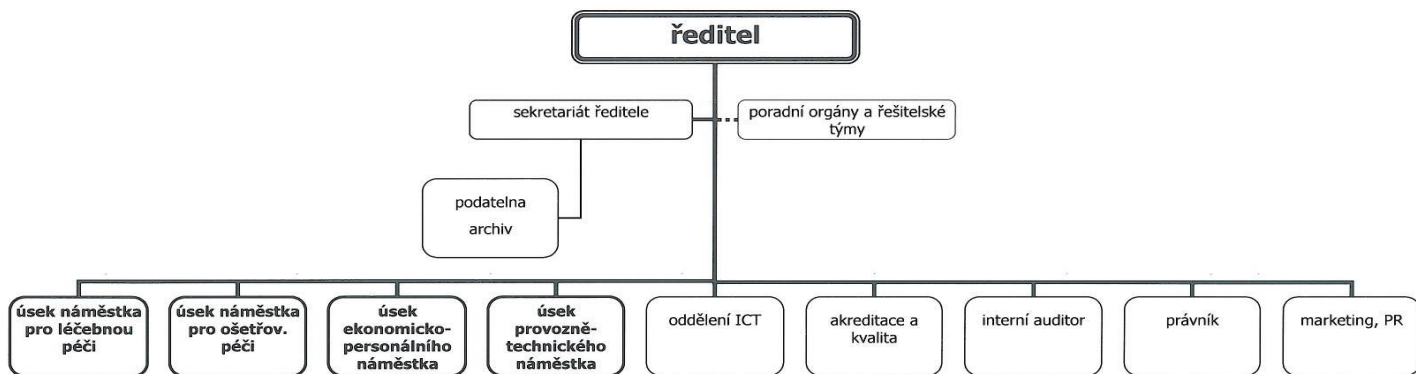 ředitel
sekretariát ředitele
poradní orgány a řešitelské
týmy
podatelna
archiv
úsek náměstka
pro léčebnou
péči
úsek náměstka
pro ošetřov.
péči
úsek
ekonomicko-
personálního
náměstka
úsek
provozně-
technického
náměstka
oddělení ICT
akreditace a
kvalita
interní auditor
právník
marketing, PR